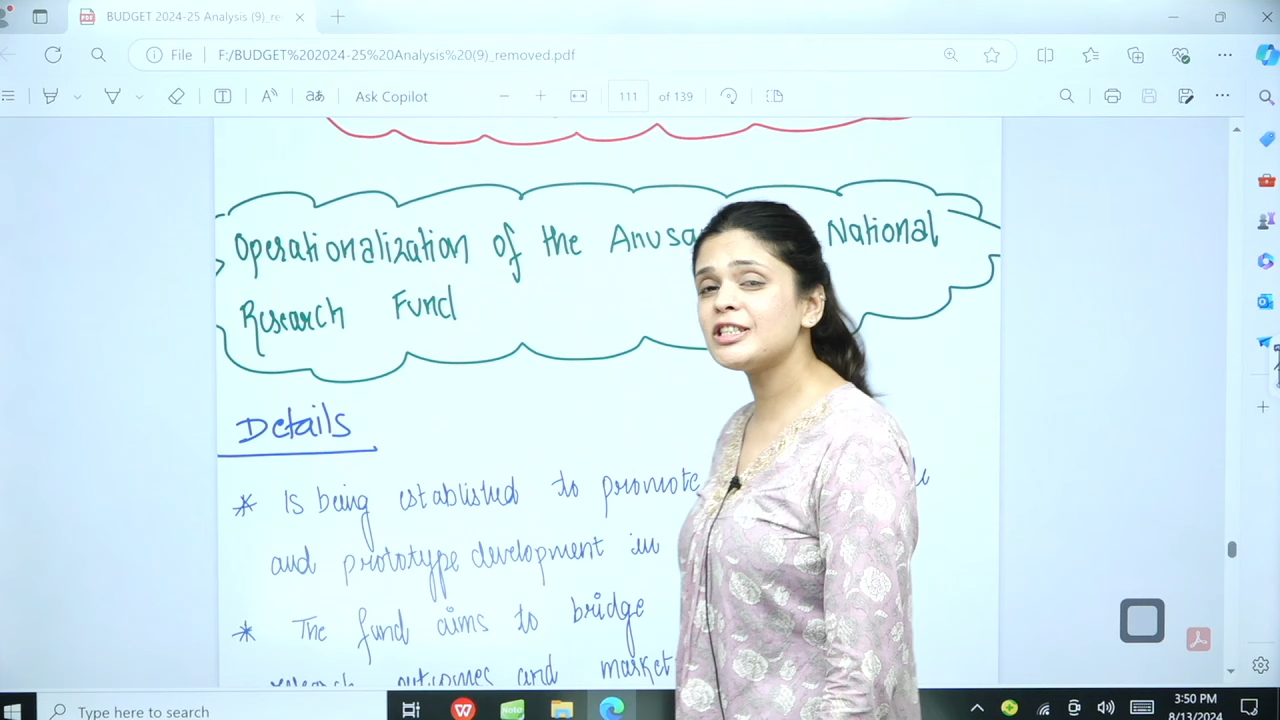 BUDGET 2024-25 Analysis (9)_re
File F:/BUDGET%202024-25%20Analysis%20(9)_removed.pdf
Ask Copilot 111 of 139
Operationalization of the Anusa National
Research Fund
Details
* Is being established to promote
and prototype development in
* The fund aims to bridge
research outcomes and market
Type here to search
Note
3:50 PM
8/13/2024